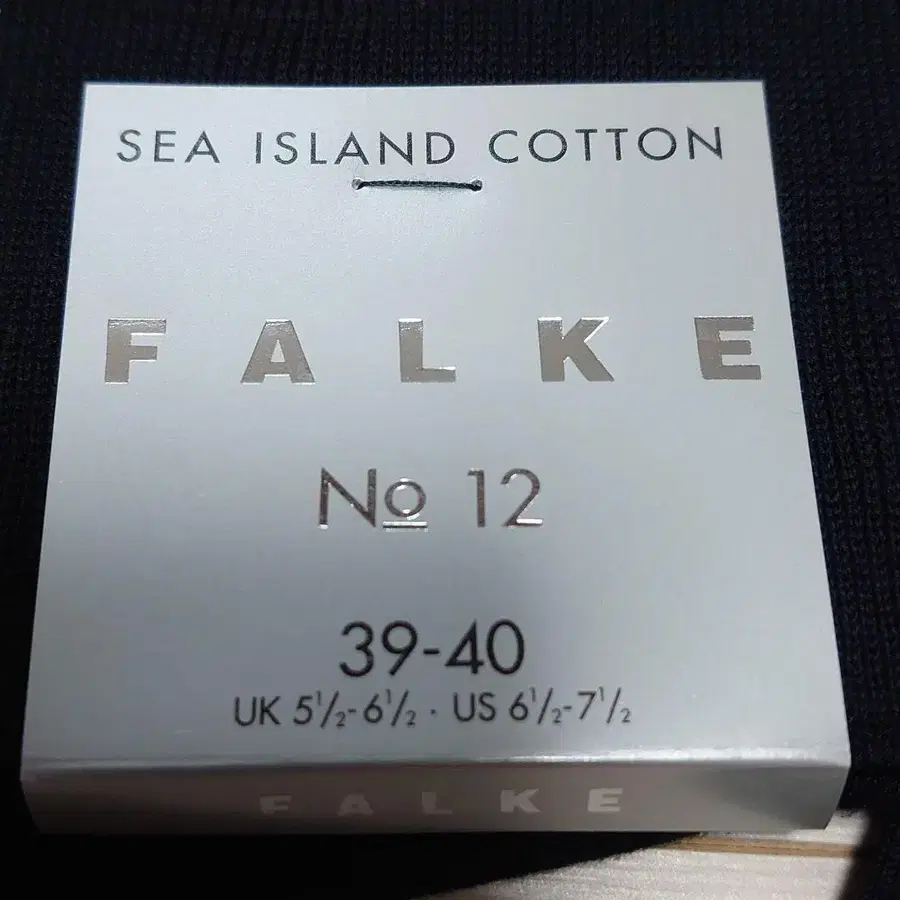 SEA ISLAND COTTON
FALKE
No 12
39-40
UK 5½-6½ · US 6½-7½
FALKE